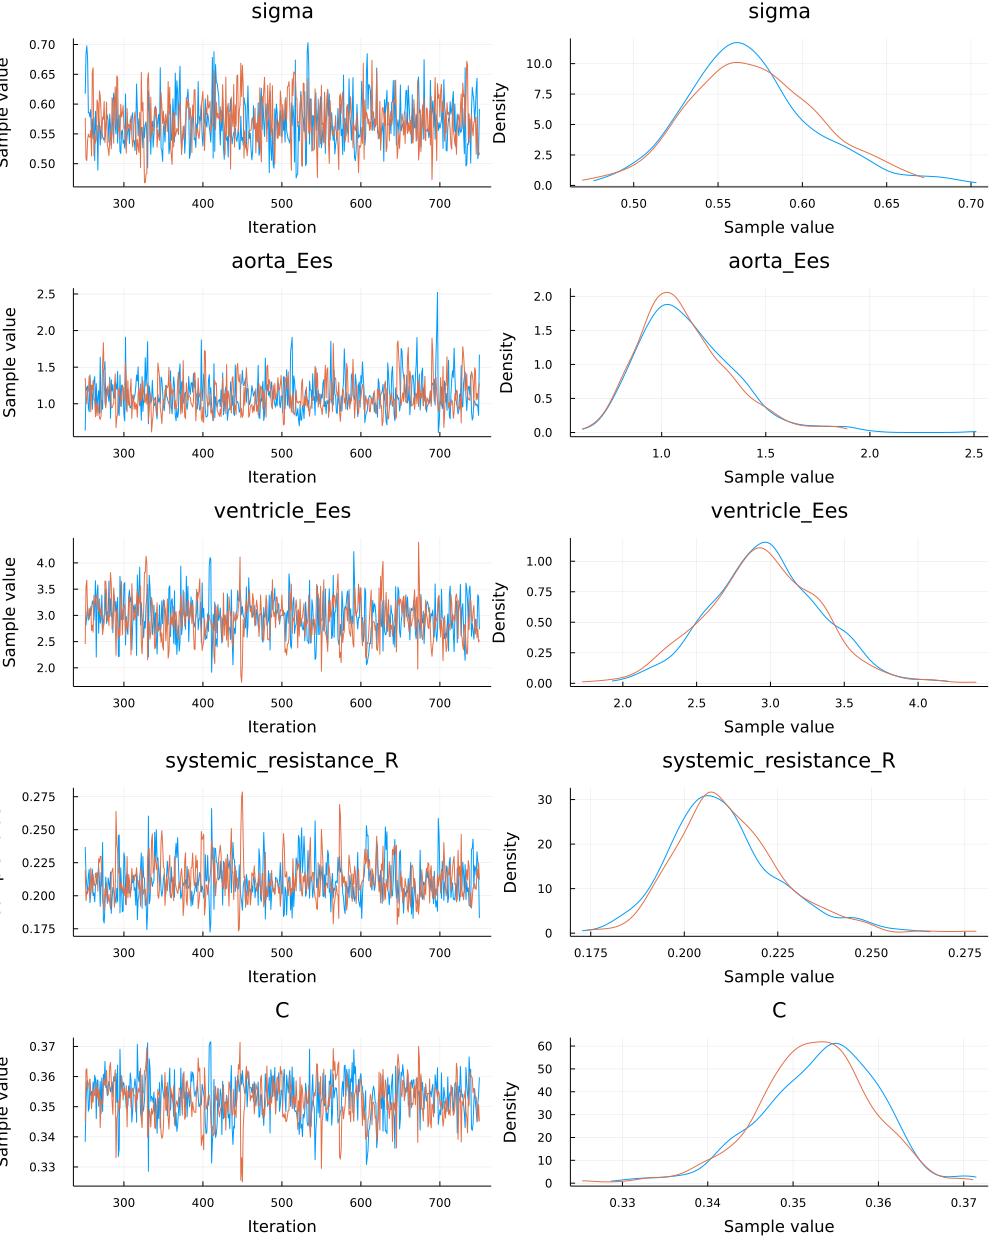 sigma
sigma
Sample value
0.70
0.65
0.60
0.55
0.50
300 400 500 600 700
Iteration
Density
10.0
7.5
5.0
2.5
0.0
0.50 0.55 0.60 0.65 0.70
Sample value
aorta_Ees
aorta_Ees
Sample value
2.5
2.0
1.5
1.0
300 400 500 600 700
Iteration
Density
2.0
1.5
1.0
0.5
0.0
1.0 1.5 2.0 2.5
Sample value
ventricle_Ees
ventricle_Ees
Sample value
4.0
3.5
3.0
2.5
2.0
300 400 500 600 700
Iteration
Density
1.00
0.75
0.50
0.25
0.00
2.0 2.5 3.0 3.5 4.0
Sample value
systemic_resistance_R
systemic_resistance_R
0.275
0.250
0.225
0.200
0.175
300 400 500 600 700
Iteration
Density
30
20
10
0
0.175 0.200 0.225 0.250 0.275
Sample value
C
C
Sample value
0.37
0.36
0.35
0.34
0.33
300 400 500 600 700
Iteration
Density
60
50
40
30
20
10
0
0.33 0.34 0.35 0.36 0.37
Sample value